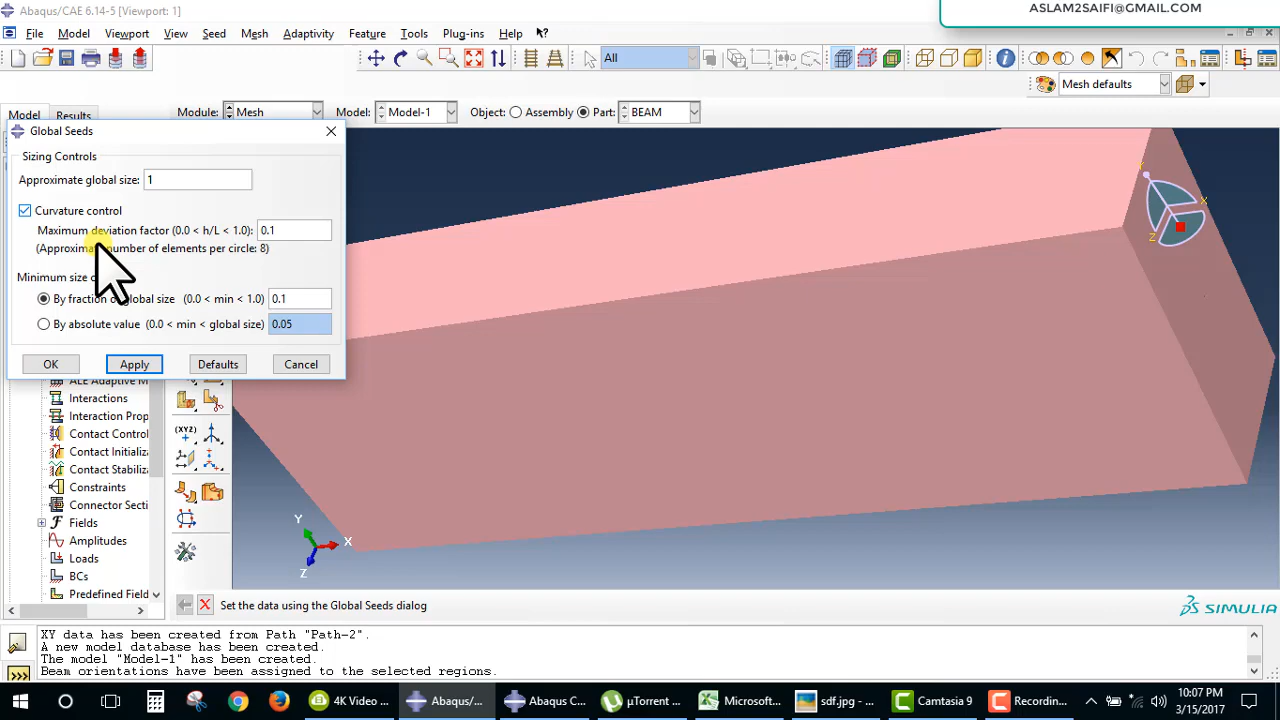 ASLAM2SAIFI@GMAIL.COM
Abaqus/CAE 6.14-5 [Viewport: 1]
File Model Viewport View Seed Mesh Adaptivity Feature Tools Plug-ins Help
All
Mesh defaults
Model Results Module: Mesh Model: Model-1 Object: Assembly Part: BEAM
Global Seeds
Sizing Controls
Approximate global size: 1
Curvature control
Maximum deviation factor (0.0 < h/L < 1.0): 0.1
(Approximate number of elements per circle: 8)
Minimum size
By fraction of global size (0.0 < min < 1.0) 0.1
By absolute value (0.0 < min < global size) 0.05
OK Apply Defaults Cancel
Y
X
Z
ALE Adaptive M
Interactions
Interaction Prop
Contact Control
Contact Initializ
Contact Stabiliz
Constraints
Connector Secti
Fields
Amplitudes
Loads
BCs
Predefined Field
(XYZ)
Y
X
Z
Set the data using the Global Seeds dialog
SIMULIA
XY data has been created from Path "Path-2".
A new model database has been created.
The model "Model-1" has been created.
Beam orientations have been assigned to the selected regions.
>>>
4K Video ... Abaqus/... Abaqus C... µTorrent ... Microsoft... sdf.jpg - ... Camtasia 9 Recordin...
10:07 PM
3/15/2017